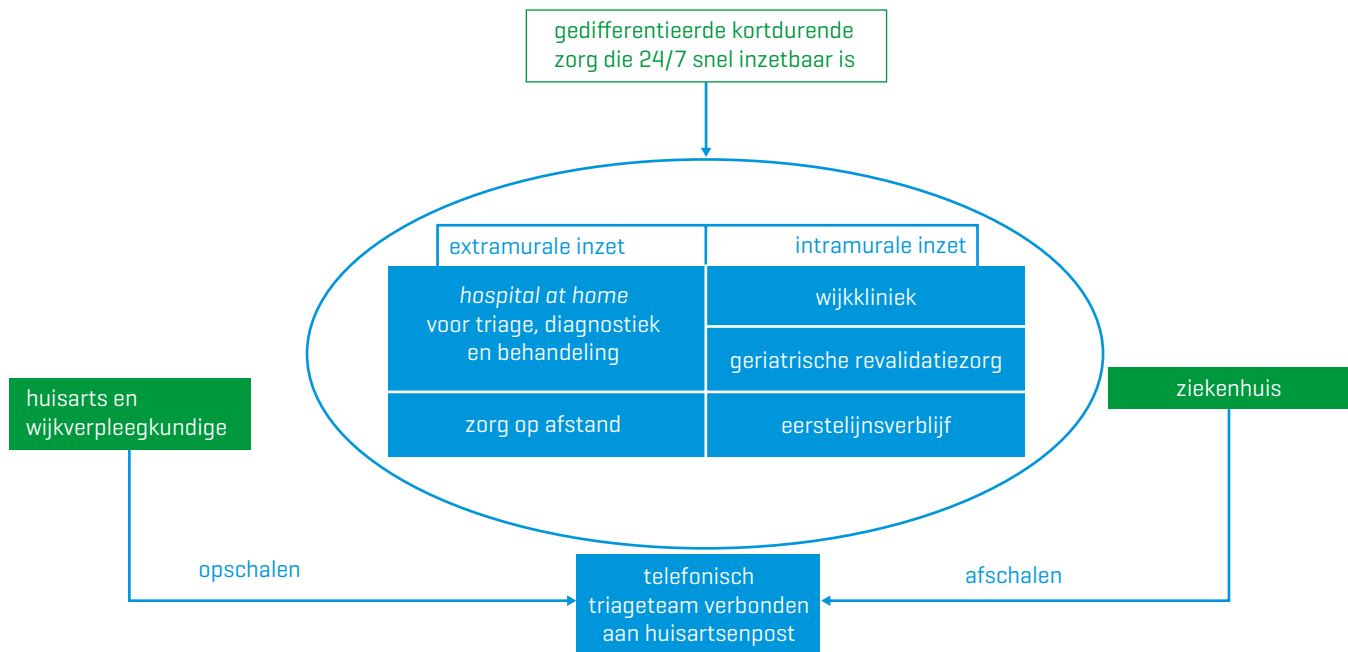 gedifferentieerde kortdurende
zorg die 24/7 snel inzetbaar is
extramurale inzet
intramurale inzet
hospital at home
voor triage, diagnostiek
en behandeling
wijkkliniek
geriatrische revalidatiezorg
zorg op afstand
eerstelijnsverblijf
huisarts en
wijkverpleegkundige
ziekenhuis
opschalen
afschalen
telefonisch
triageteam verbonden
aan huisartsenpost